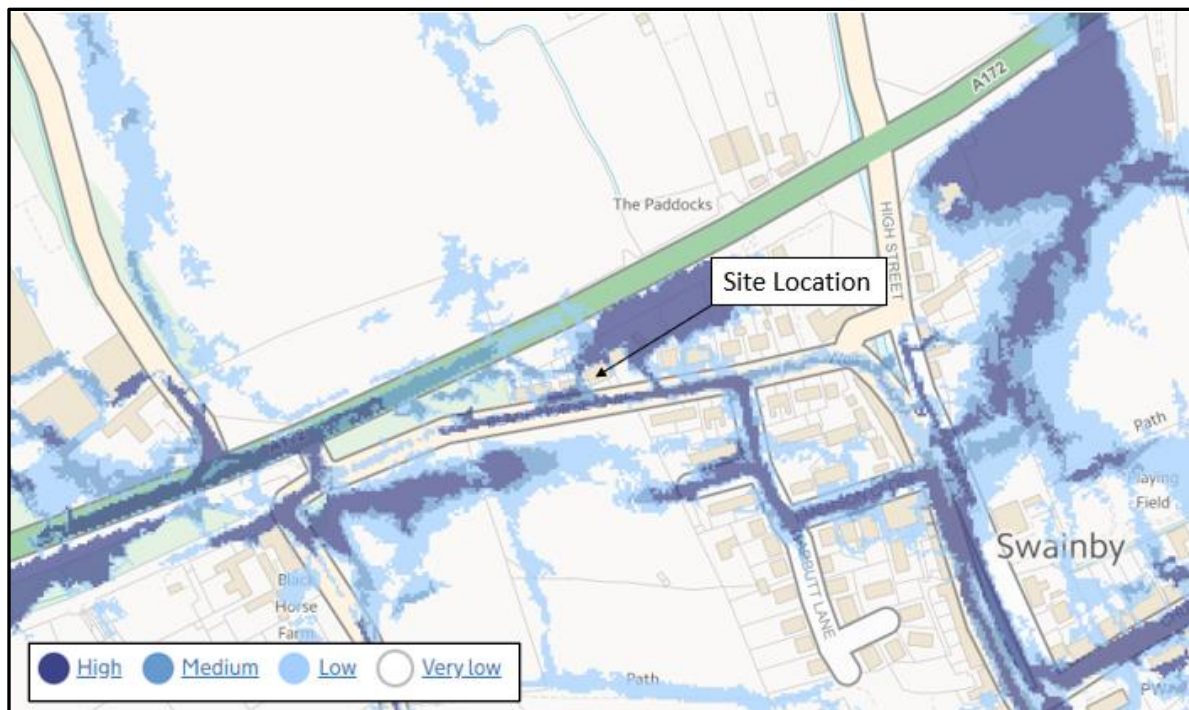 A172
The Paddocks
HIGH STREET
Site Location
Path
Playing
Field
Swainby
Black
Horse
Farm
Path
High
Medium
Low
Very low